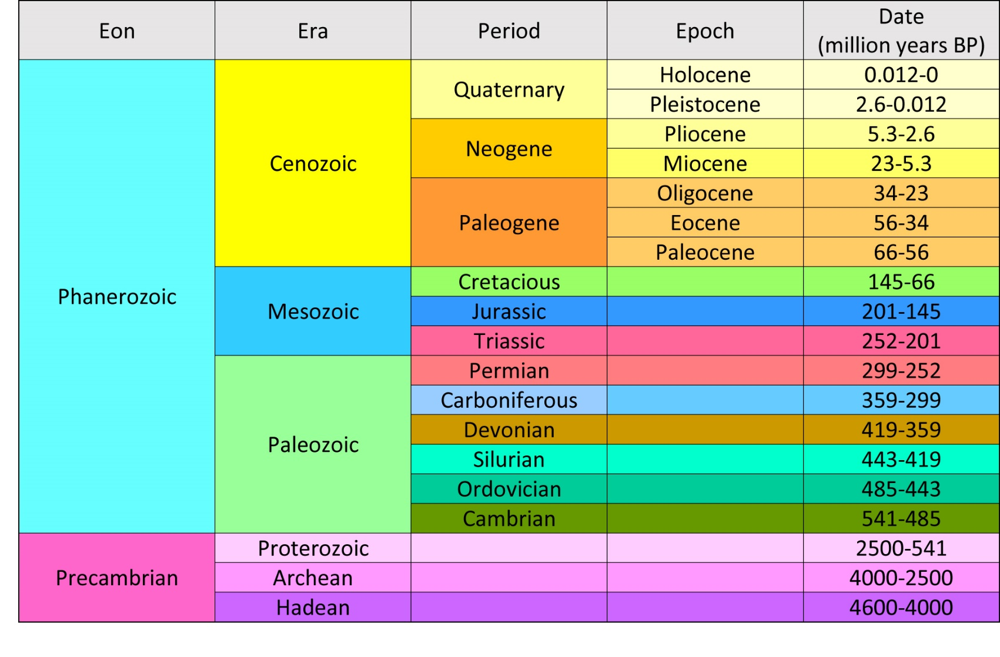 Eon Era Period Epoch Date
(million years BP)
Phanerozoic Cenozoic Quaternary Holocene 0.012-0
Pleistocene 2.6-0.012
Neogene Pliocene 5.3-2.6
Miocene 23-5.3
Paleogene Oligocene 34-23
Eocene 56-34
Paleocene 66-56
Mesozoic Cretacious 145-66
Jurassic 201-145
Triassic 252-201
Paleozoic Permian 299-252
Carboniferous 359-299
Devonian 419-359
Silurian 443-419
Ordovician 485-443
Cambrian 541-485
Precambrian Proterozoic 2500-541
Archean 4000-2500
Hadean 4600-4000